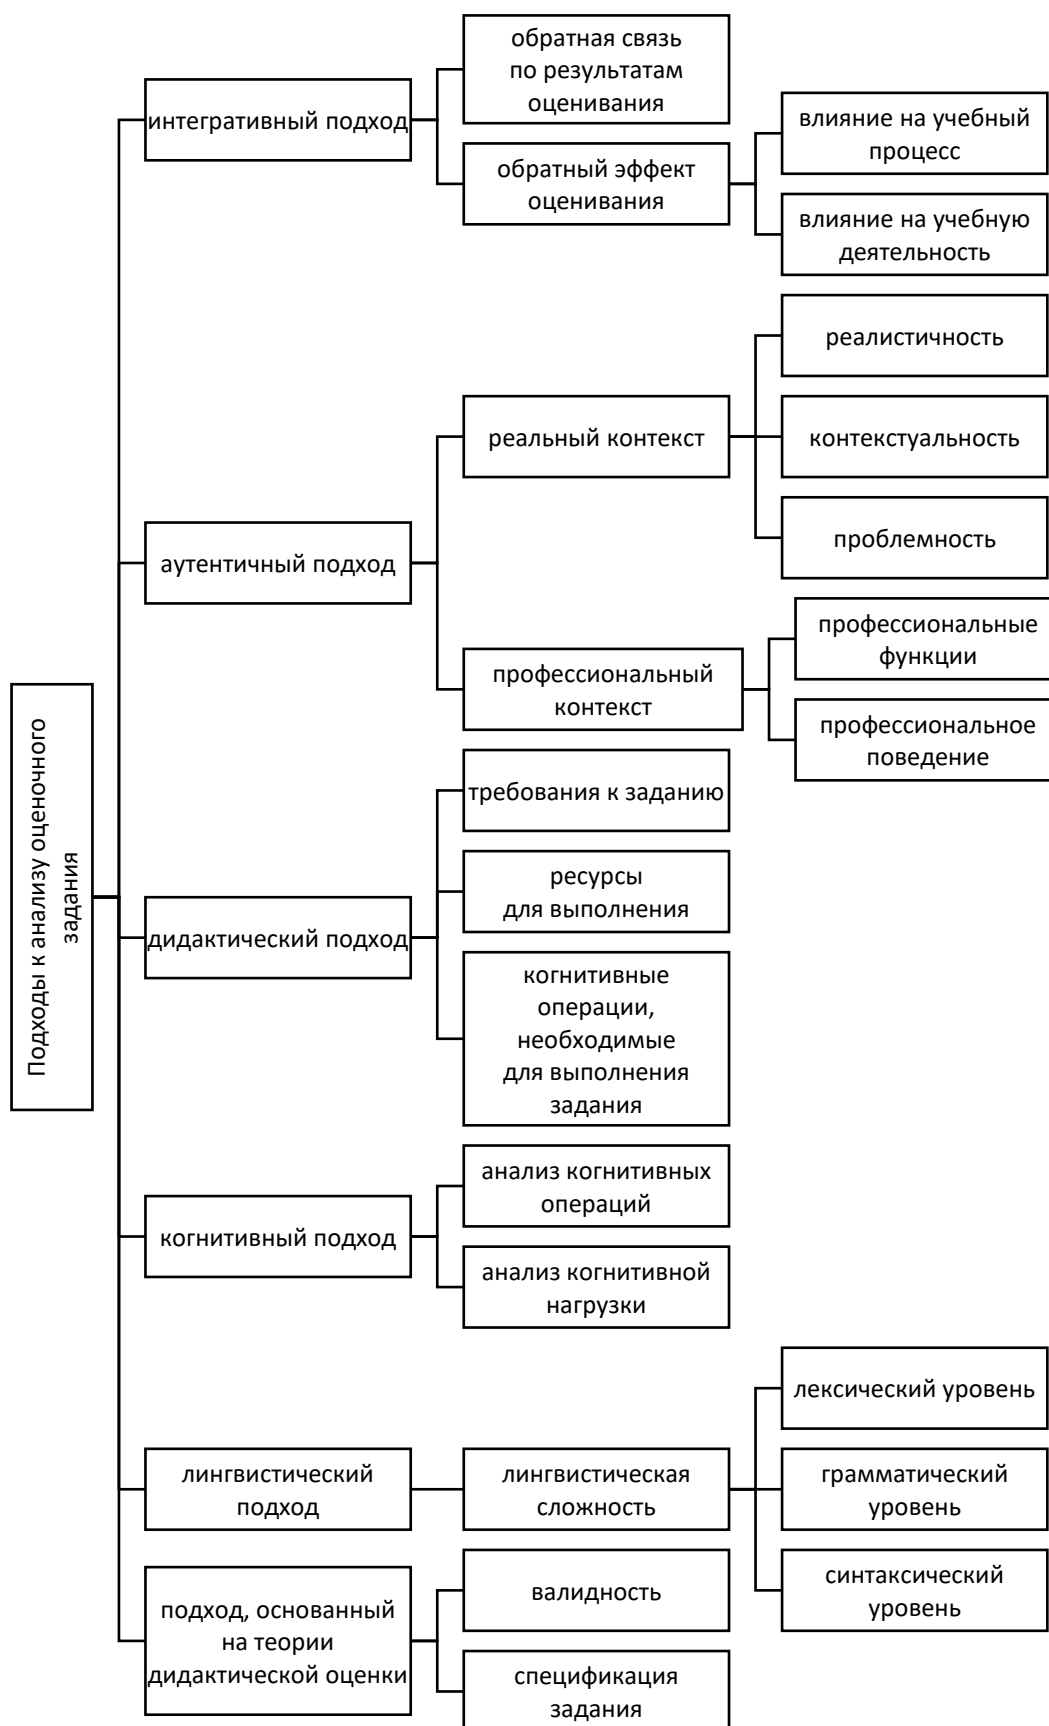 Подходы к анализу оценочного
задания
интегративный подход
обратная связь
по результатам
оценивания
обратный эффект
оценивания
влияние на учебный
процесс
влияние на учебную
деятельность
аутентичный подход
реальный контекст
реалистичность
контекстуальность
проблемность
профессиональный
контекст
профессиональные
функции
профессиональное
поведение
дидактический подход
требования к заданию
ресурсы
для выполнения
когнитивные
операции,
необходимые
для выполнения
задания
когнитивный подход
анализ когнитивных
операций
анализ когнитивной
нагрузки
лингвистический
подход
лингвистическая
сложность
лексический уровень
грамматический
уровень
синтаксический
уровень
подход, основанный
на теории
дидактической оценки
валидность
спецификация
задания